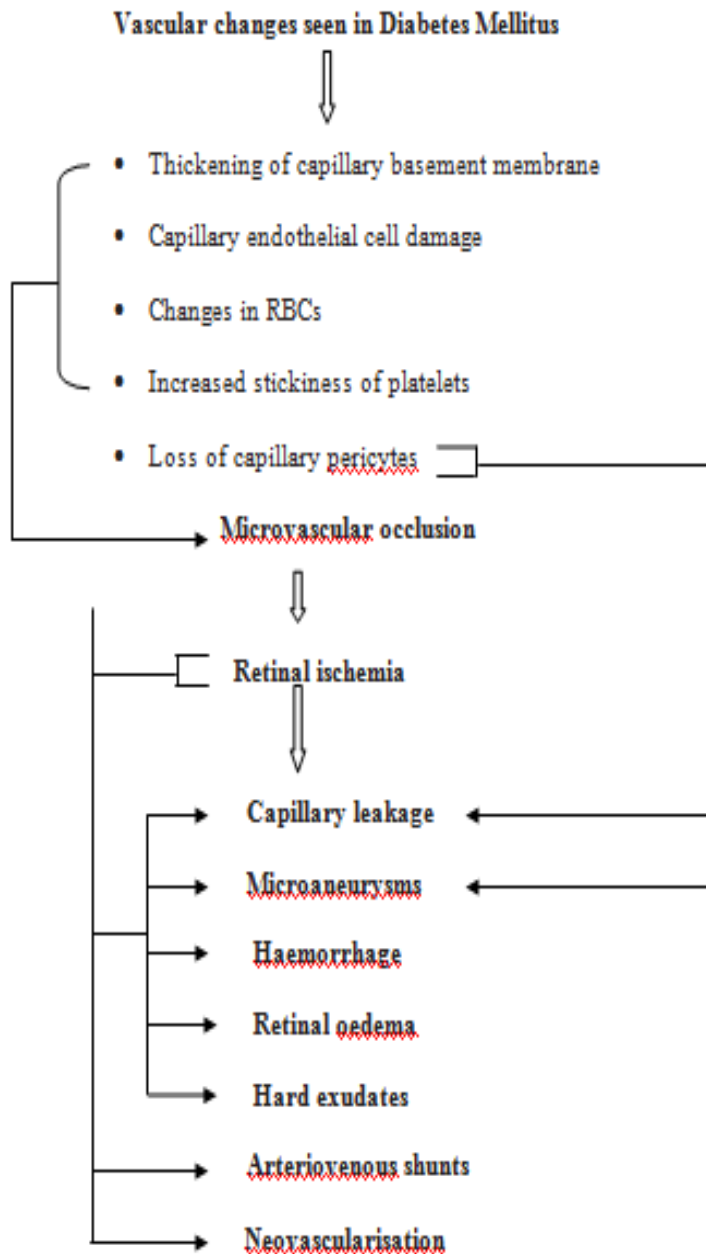 Vascular changes seen in Diabetes Mellitus
• Thickening of capillary basement membrane
• Capillary endothelial cell damage
• Changes in RBCs
• Increased stickiness of platelets
• Loss of capillary pericytes
Microvascular occlusion
Retinal ischemia
Capillary leakage
Microaneurysms
Haemorrhage
Retinal oedema
Hard exudates
Arteriovenous shunts
Neovascularisation